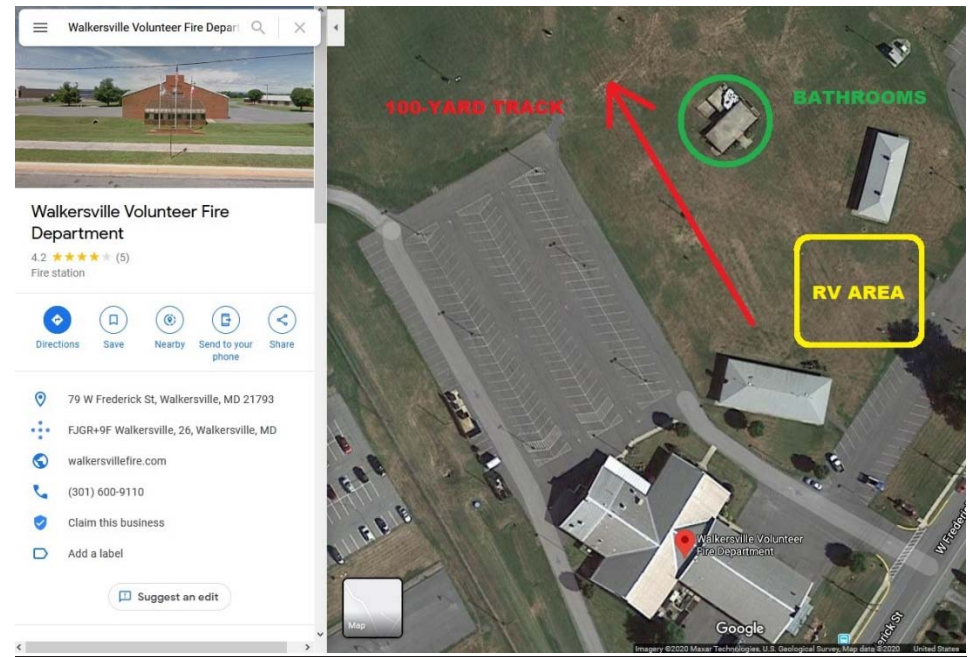 Walkersville Volunteer Fire Depart
Walkersville Volunteer Fire
Department
4.2 ★★★★★ (5)
Fire station
Directions
Save
Nearby
Send to your
phone
Share
79 W Frederick St, Walkersville, MD 21793
FJGR+9F Walkersville, 26, Walkersville, MD
walkersvillefire.com
(301) 600-9110
Claim this business
Add a label
Suggest an edit
100-YARD TRACK
BATHROOMS
RV AREA
Walkersville Volunteer
Fire Department
W Frederick
Map
Google
Imagery ©2020 Maxar Technologies, U.S. Geological Survey, Map data ©2020
United States